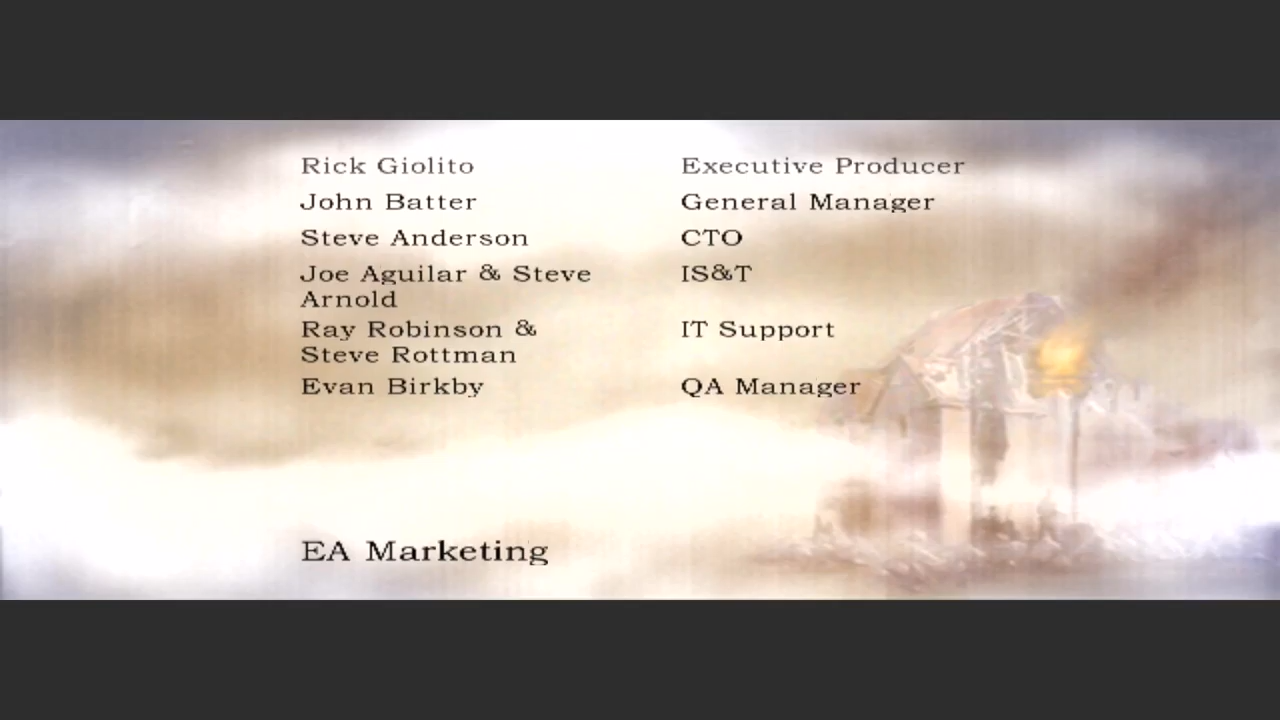 Rick Giolito Executive Producer
John Batter General Manager
Steve Anderson CTO
Joe Aguilar & Steve IS&T
Arnold
Ray Robinson & IT Support
Steve Rottman
Evan Birkby QA Manager
EA Marketing